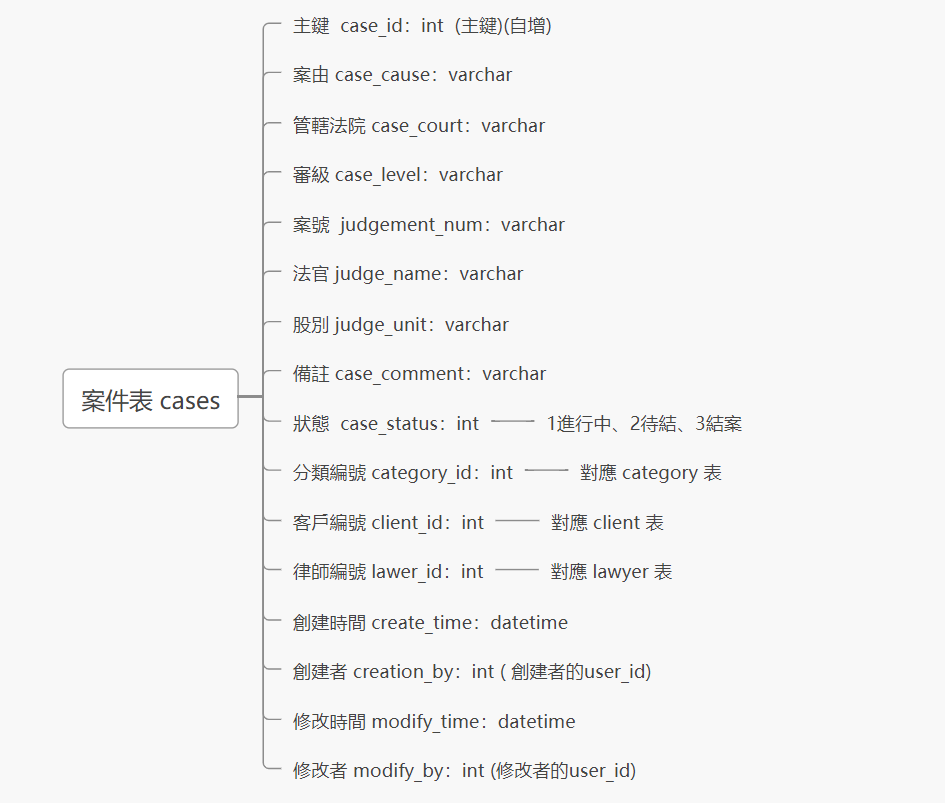 主鍵 case_id：int (主鍵)(自增)
案由 case_cause：varchar
管轄法院 case_court：varchar
審級 case_level：varchar
案號 judgement_num：varchar
法官 judge_name：varchar
股別 judge_unit：varchar
備註 case_comment：varchar
案件表 cases
狀態 case_status：int 1進行中、2待結、3結案
分類編號 category_id：int 對應 category 表
客戶編號 client_id：int 對應 client 表
律師編號 lawer_id：int 對應 lawyer 表
創建時間 create_time：datetime
創建者 creation_by：int ( 創建者的user_id)
修改時間 modify_time：datetime
修改者 modify_by：int (修改者的user_id)